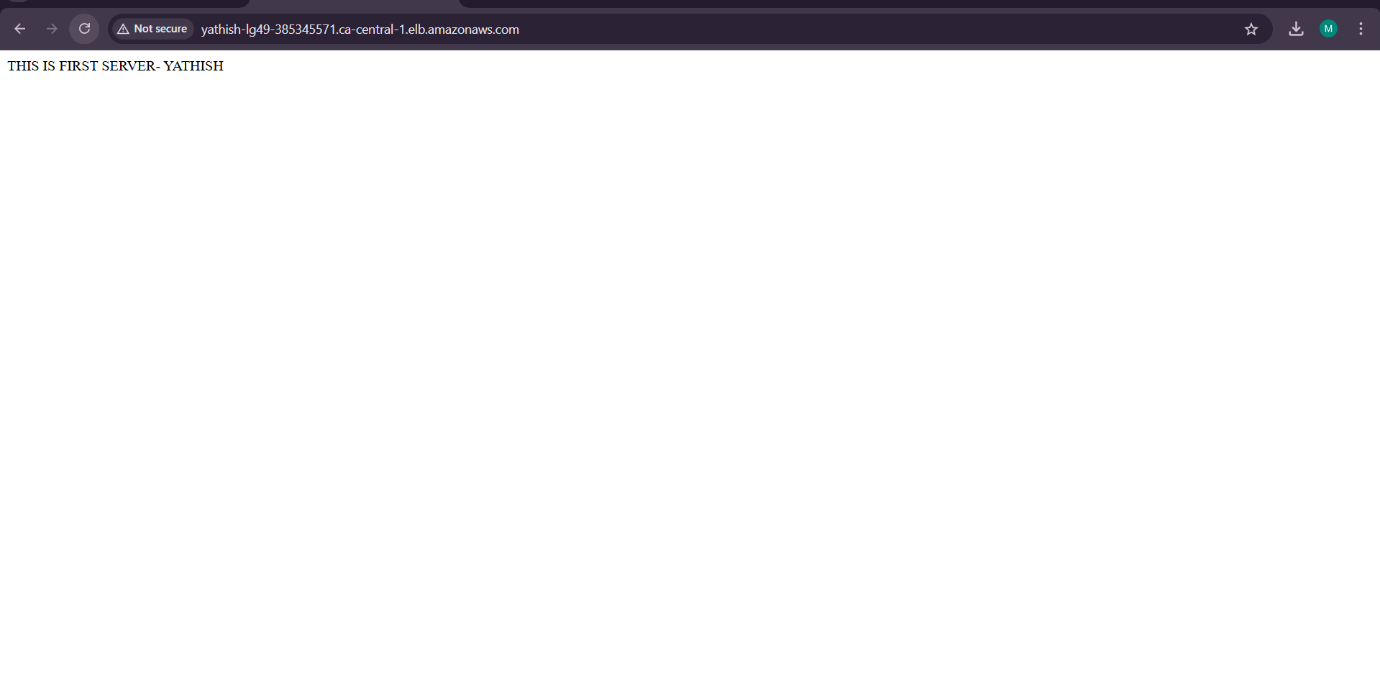 Not secure
yathish-lg49-385345571.ca-central-1.elb.amazonaws.com
M
THIS IS FIRST SERVER- YATHISH